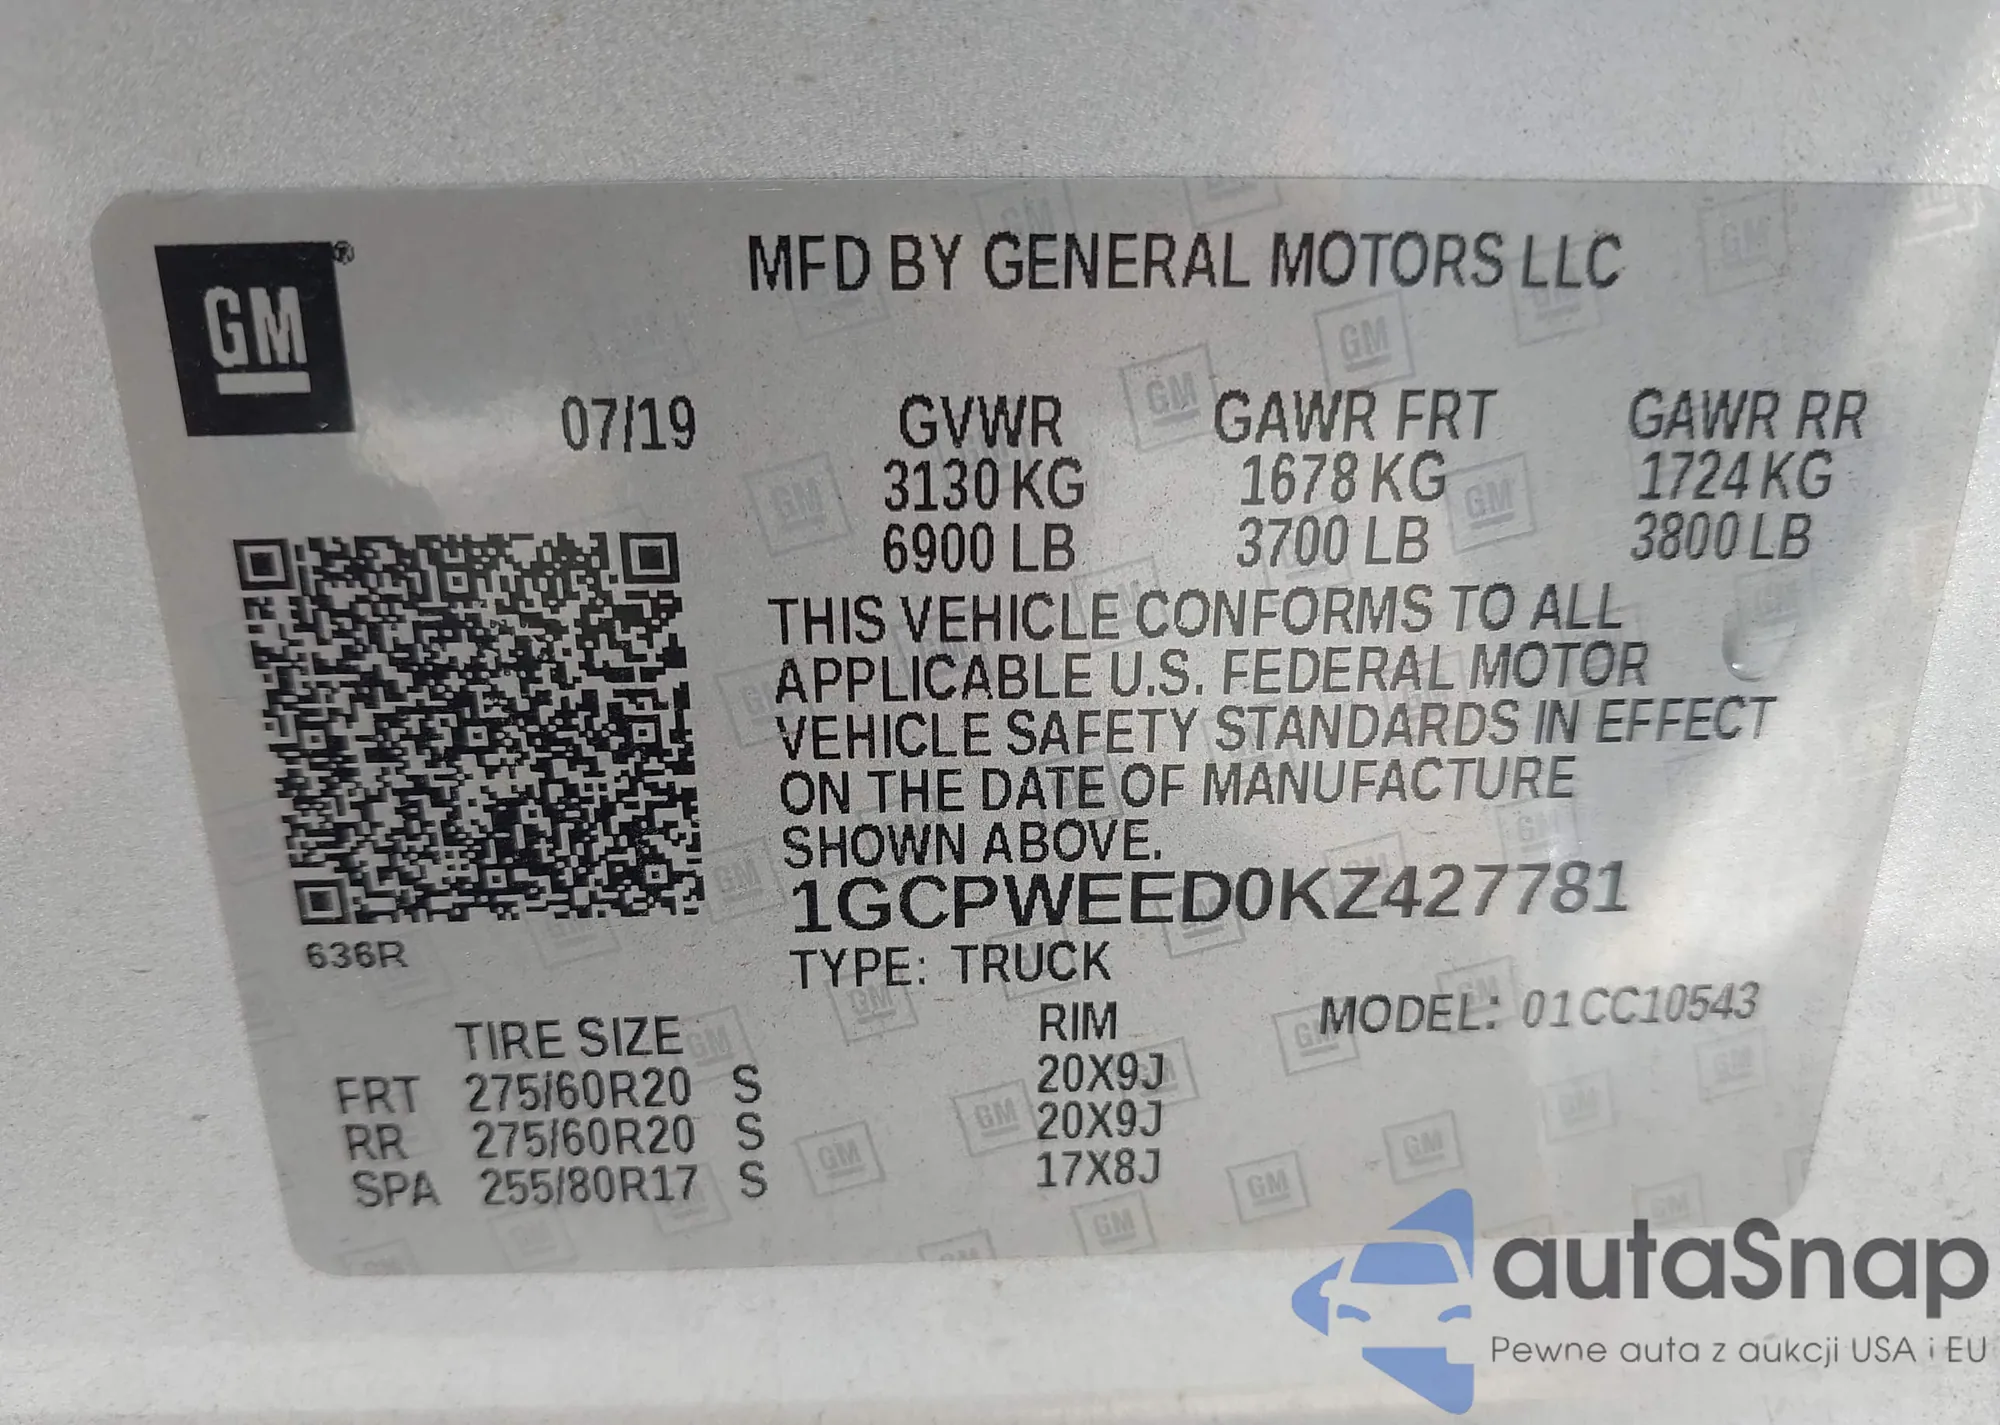 GM®
MFD BY GENERAL MOTORS LLC
07/19 GVWR GAWR FRT GAWR RR
3130 KG 1678 KG 1724 KG
6900 LB 3700 LB 3800 LB
THIS VEHICLE CONFORMS TO ALL
APPLICABLE U.S. FEDERAL MOTOR
VEHICLE SAFETY STANDARDS IN EFFECT
ON THE DATE OF MANUFACTURE
SHOWN ABOVE.
1GCPWEED0KZ427781
636R
TYPE: TRUCK
TIRE SIZE RIM MODEL: 01CC10543
FRT 275/60R20 S 20X9J
RR 275/60R20 S 20X9J
SPA 255/80R17 S 17X8J
autaSnap
Pewne auta z aukcji USA i EU